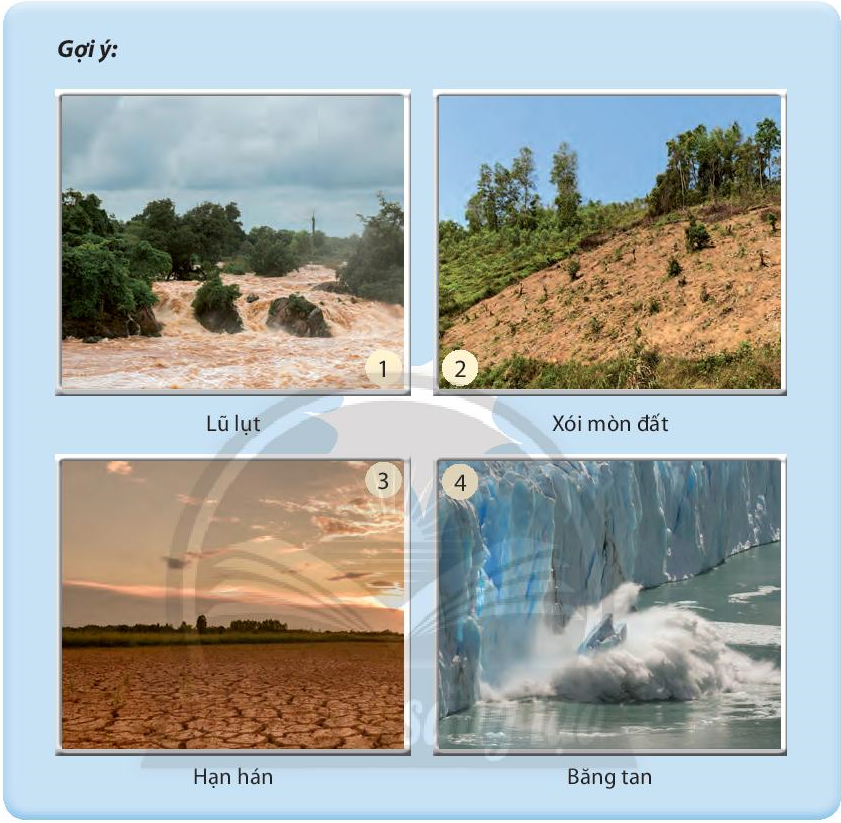 Gợi ý:
1
2
Lũ lụt
Xói mòn đất
3
4
Hạn hán
Băng tan